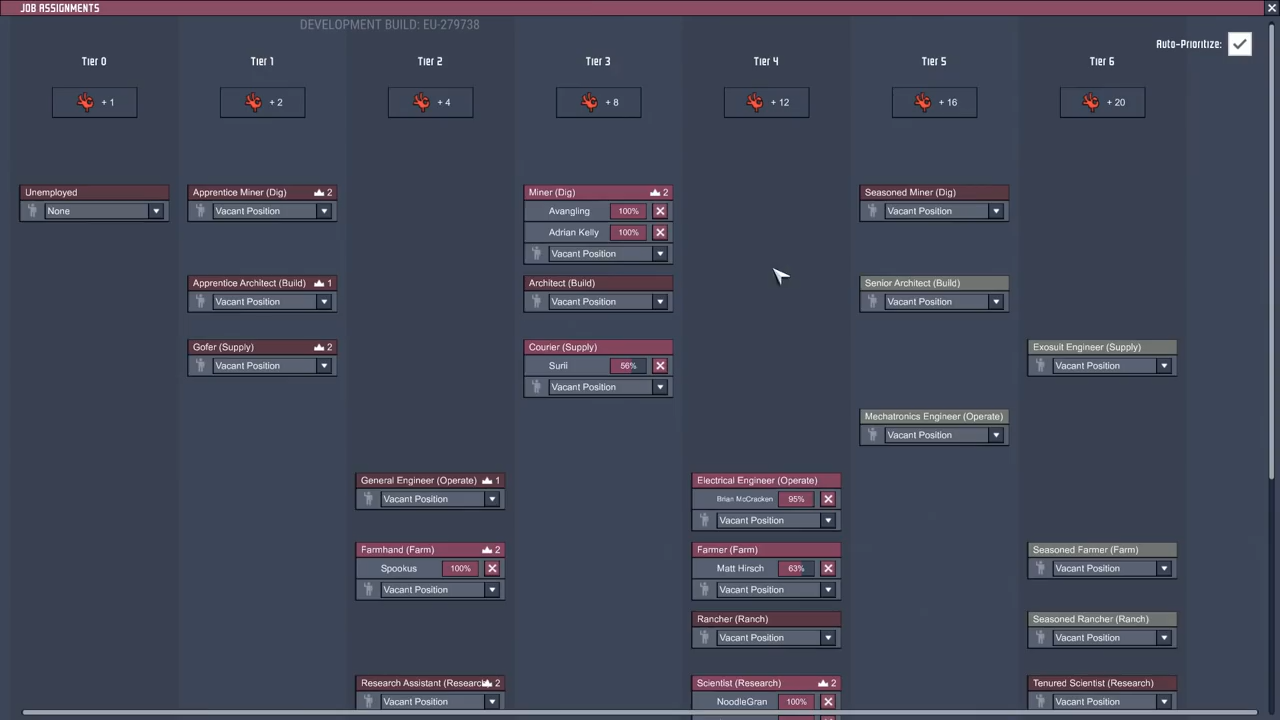 JOB ASSIGNMENTS
DEVELOPMENT BUILD: EU-279738
Auto-Prioritize:
Tier 0 Tier 1 Tier 2 Tier 3 Tier 4 Tier 5 Tier 6
+ 1 + 2 + 4 + 8 + 12 + 16 + 20
Unemployed Apprentice Miner (Dig) 2 Miner (Dig) 2 Seasoned Miner (Dig)
None Vacant Position Avangling 100% Vacant Position
Adrian Kelly 100%
Vacant Position
Apprentice Architect (Build) 1 Architect (Build) Senior Architect (Build)
Vacant Position Vacant Position Vacant Position
Gofer (Supply) 2 Courier (Supply) Exosuit Engineer (Supply)
Vacant Position Surii 56% Vacant Position
Vacant Position
Mechatronics Engineer (Operate)
Vacant Position
General Engineer (Operate) 1 Electrical Engineer (Operate)
Vacant Position Brian McCracken 95%
Vacant Position
Farmhand (Farm) 2 Farmer (Farm) Seasoned Farmer (Farm)
Spookus 100% Matt Hirsch 63% Vacant Position
Vacant Position Vacant Position
Rancher (Ranch) Seasoned Rancher (Ranch)
Vacant Position Vacant Position
Research Assistant (Research 2 Scientist (Research) 2 Tenured Scientist (Research)
Vacant Position NoodleGran 100% Vacant Position